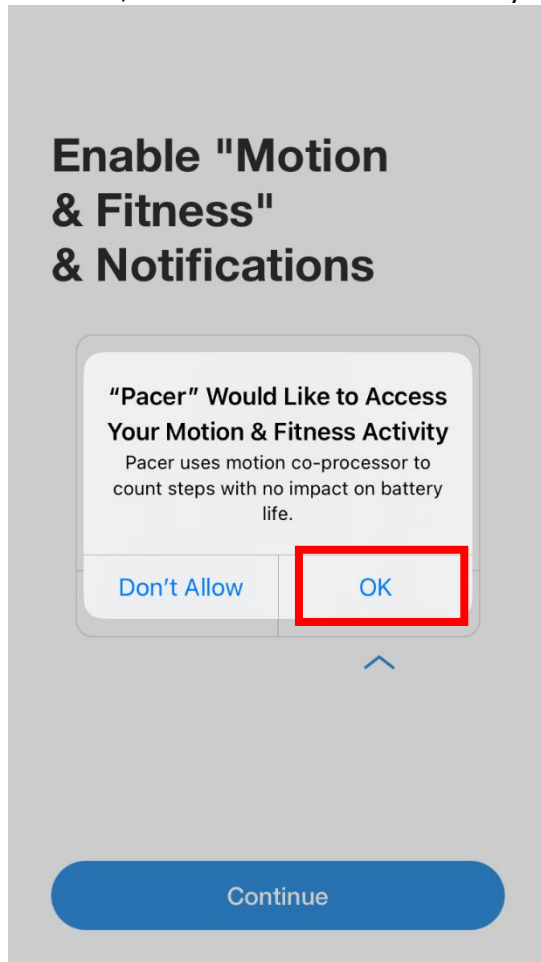 Enable "Motion
& Fitness"
& Notifications
“Pacer” Would Like to Access
Your Motion & Fitness Activity
Pacer uses motion co-processor to
count steps with no impact on battery
life.
Don’t Allow
OK
Continue